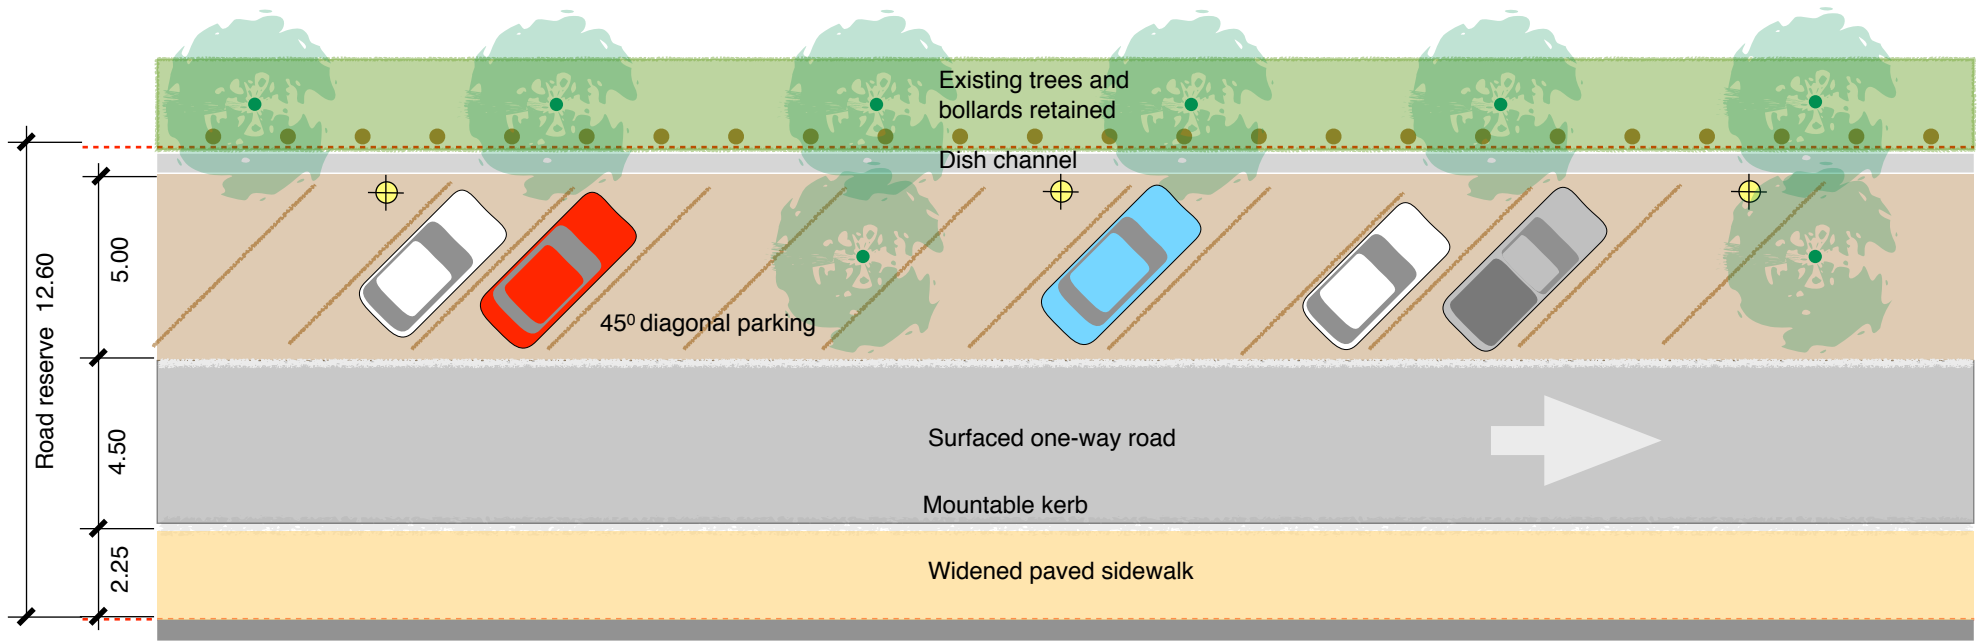 Existing trees and
bollards retained
Dish channel
45⁰ diagonal parking
Surfaced one-way road
Mountable kerb
Widened paved sidewalk
Road reserve 12.60
5.00
4.50
2.25